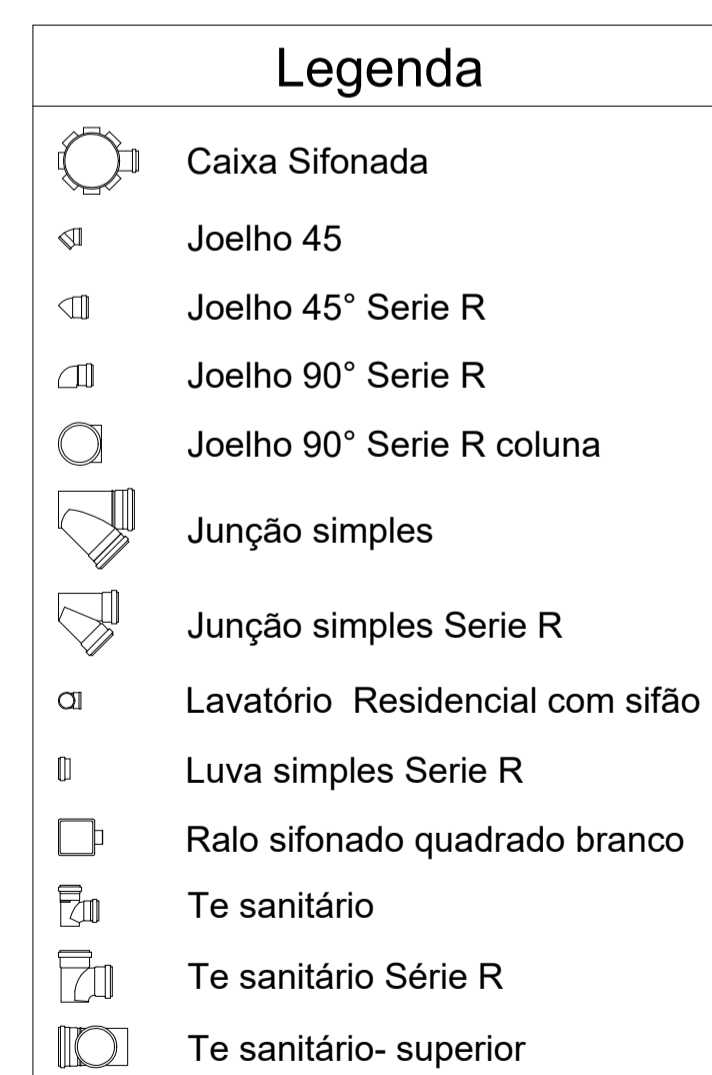 Legenda
Caixa Sifonada
Joelho 45
Joelho 45° Serie R
Joelho 90° Serie R
Joelho 90° Serie R coluna
Junção simples
Junção simples Serie R
Lavatório  Residencial com sifão
Luva simples Serie R
Ralo sifonado quadrado branco
Te sanitário
Te sanitário Série R
Te sanitário- superior